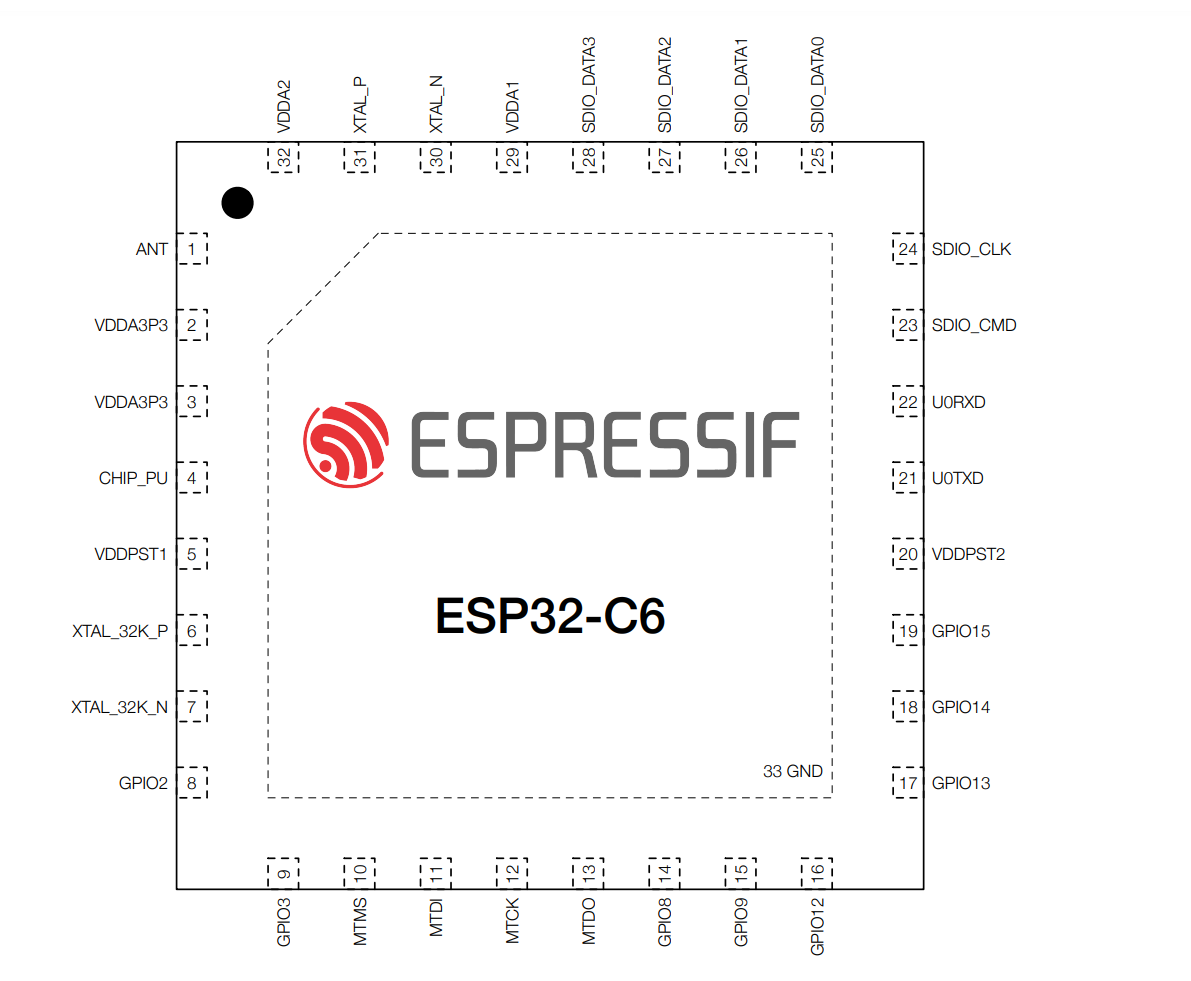 VDDA2
XTAL_P
XTAL_N
VDDA1
SDIO_DATA3
SDIO_DATA2
SDIO_DATA1
SDIO_DATA0
32
31
30
29
28
27
26
25
ANT 1
24 SDIO_CLK
VDDA3P3 2
23 SDIO_CMD
VDDA3P3 3
22 U0RXD
ESPRESSIF
CHIP_PU 4
21 U0TXD
VDDPST1 5
20 VDDPST2
ESP32-C6
XTAL_32K_P 6
19 GPIO15
XTAL_32K_N 7
18 GPIO14
33 GND
GPIO2 8
17 GPIO13
9
10
11
12
13
14
15
16
GPIO3
MTMS
MTDI
MTCK
MTDO
GPIO8
GPIO9
GPIO12